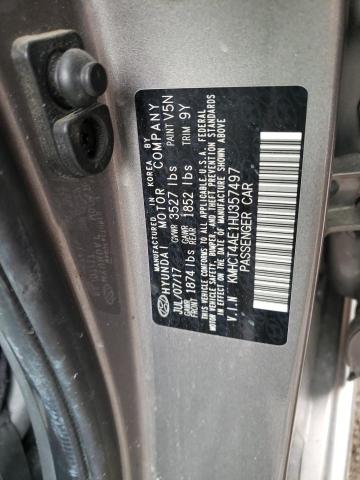 MANUFACTURED IN KOREA BY
HYUNDAI MOTOR COMPANY
JUL/07/17 GVWR 3527 lbs PAINT V5N
GAWR FRONT 1874 lbs GAWR REAR 1852 lbs TRIM 9Y
THIS VEHICLE CONFORMS TO ALL APPLICABLE U.S.A. FEDERAL
MOTOR VEHICLE SAFETY, BUMPER, AND THEFT PREVENTION STANDARDS
IN EFFECT ON THE DATE OF MANUFACTURE SHOWN ABOVE
V.I.N KMHCT4AE1HU357497
PASSENGER CAR